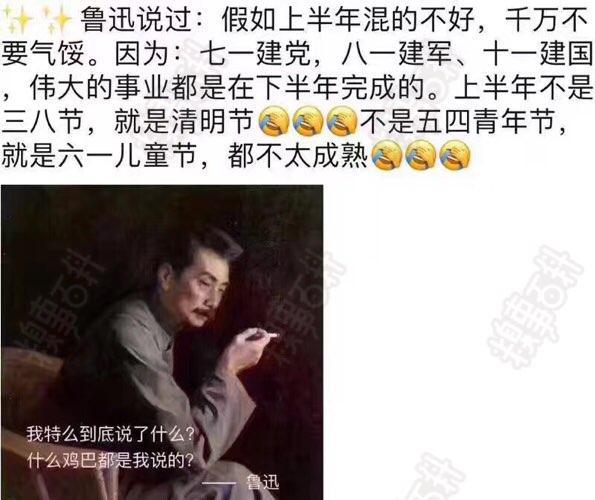 ✨✨ 鲁迅说过：假如上半年混的不好，千万不
要气馁。因为：七一建党，八一建军、十一建国
，伟大的事业都是在下半年完成的。上半年不是
三八节，就是清明节🤣🤣🤣不是五四青年节，
就是六一儿童节，都不太成熟🤣🤣🤣
我特么到底说了什么？
什么鸡巴都是我说的？
—— 鲁迅